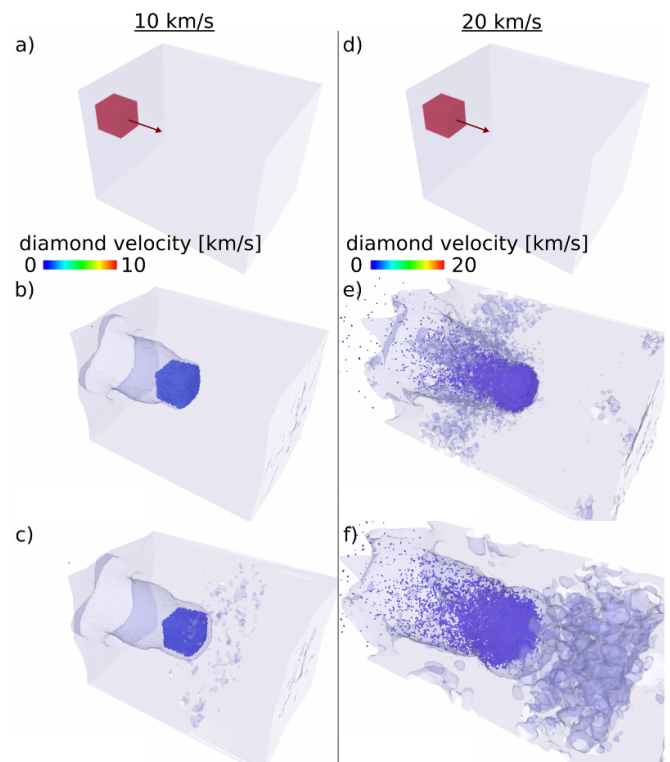 10 km/s
20 km/s
a)
d)
diamond velocity [km/s]
0 10
diamond velocity [km/s]
0 20
b)
e)
c)
f)